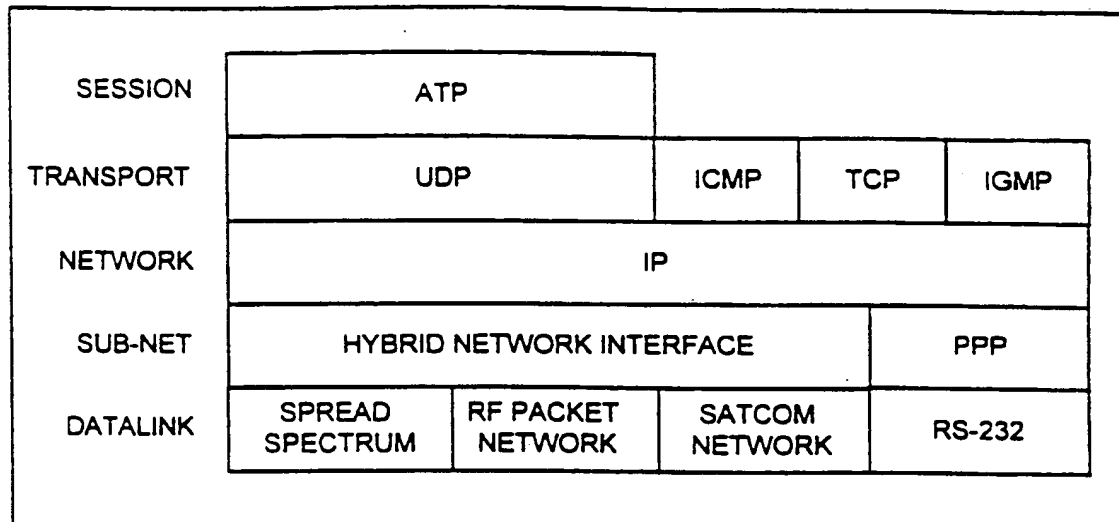 SESSION ATP
TRANSPORT UDP ICMP TCP IGMP
NETWORK IP
SUB-NET HYBRID NETWORK INTERFACE PPP
DATALINK SPREAD SPECTRUM RF PACKET NETWORK SATCOM NETWORK RS-232